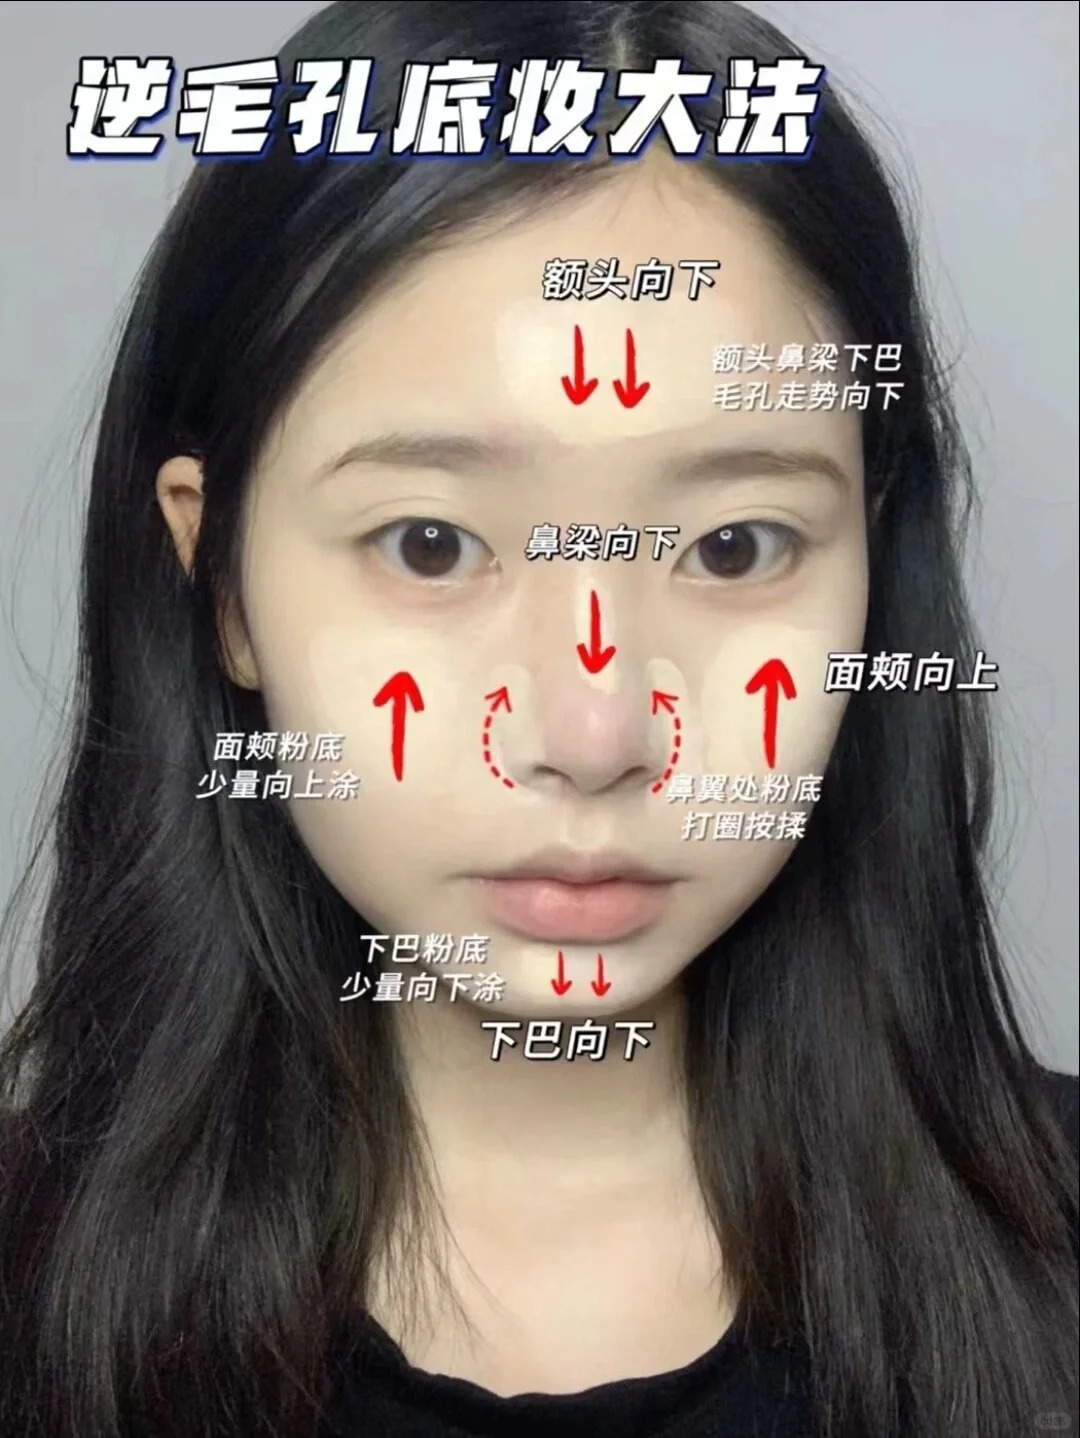 逆毛孔底妆大法
额头向下
额头鼻梁下巴
毛孔走势向下
鼻梁向下
面颊向上
面颊粉底
少量向上涂
鼻翼处粉底
打圈按揉
下巴粉底
少量向下涂
下巴向下